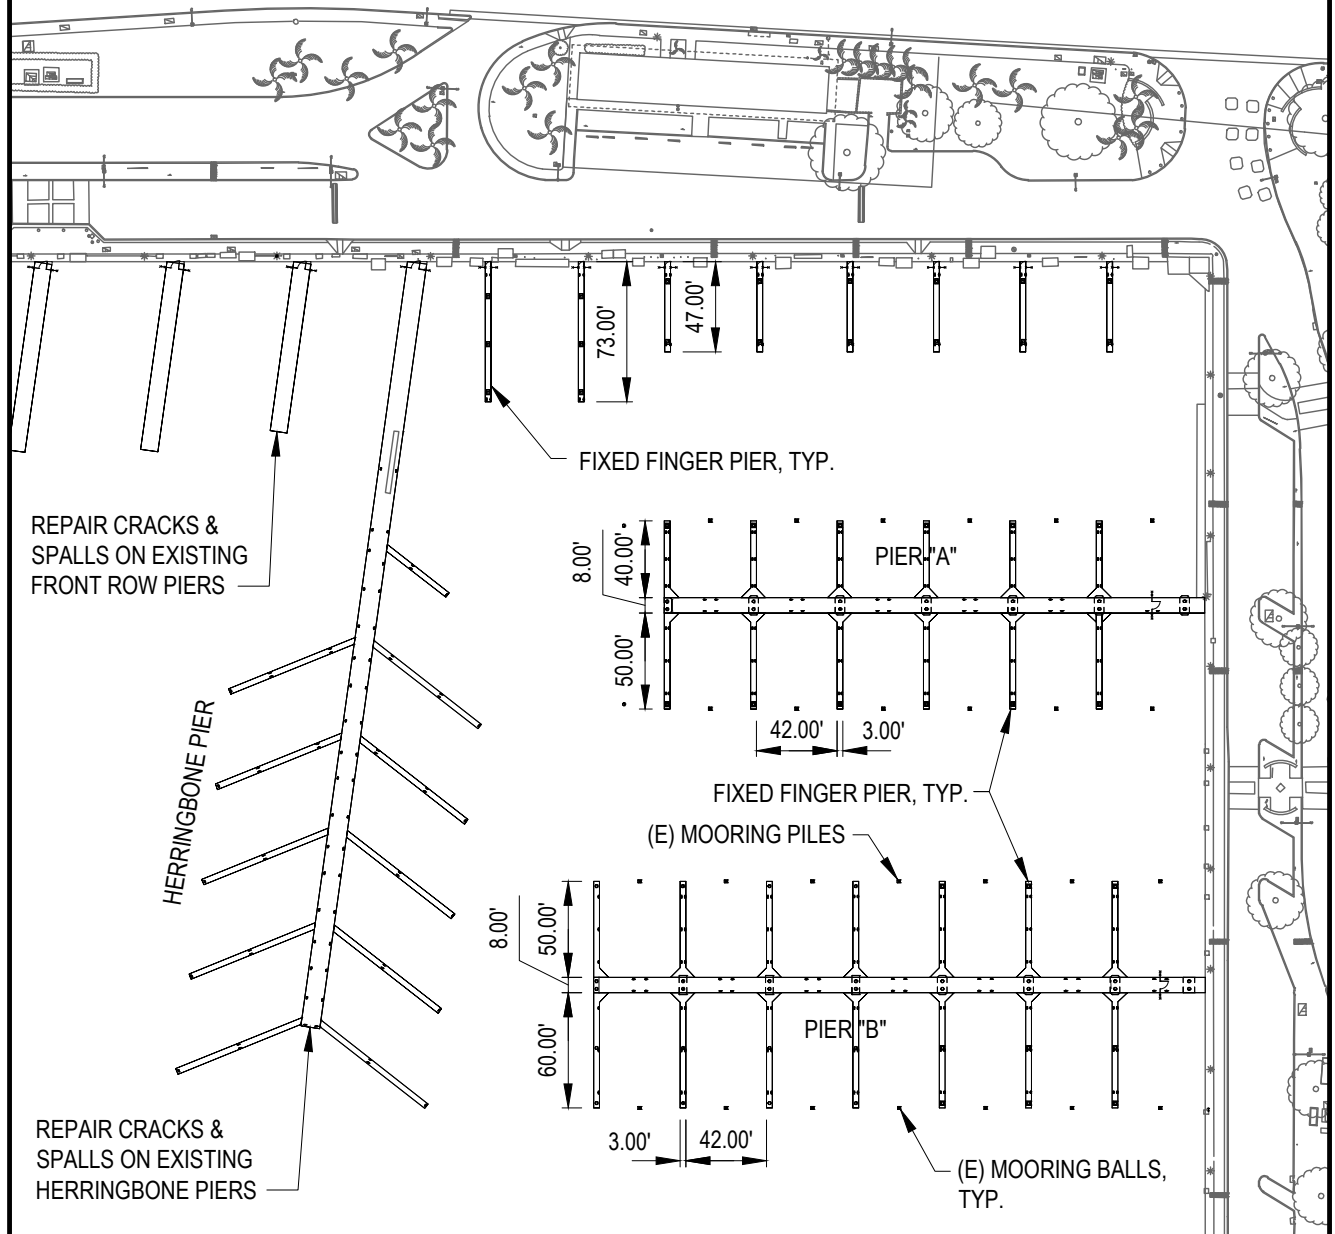 A
73.00'
47.00'
FIXED FINGER PIER, TYP.
REPAIR CRACKS &
SPALLS ON EXISTING
FRONT ROW PIERS
8.00'
40.00'
PIER "A"
50.00'
42.00'
3.00'
HERRINGBONE PIER
FIXED FINGER PIER, TYP.
(E) MOORING PILES
8.00'
50.00'
PIER "B"
60.00'
3.00'
42.00'
REPAIR CRACKS &
SPALLS ON EXISTING
HERRINGBONE PIERS
(E) MOORING BALLS,
TYP.